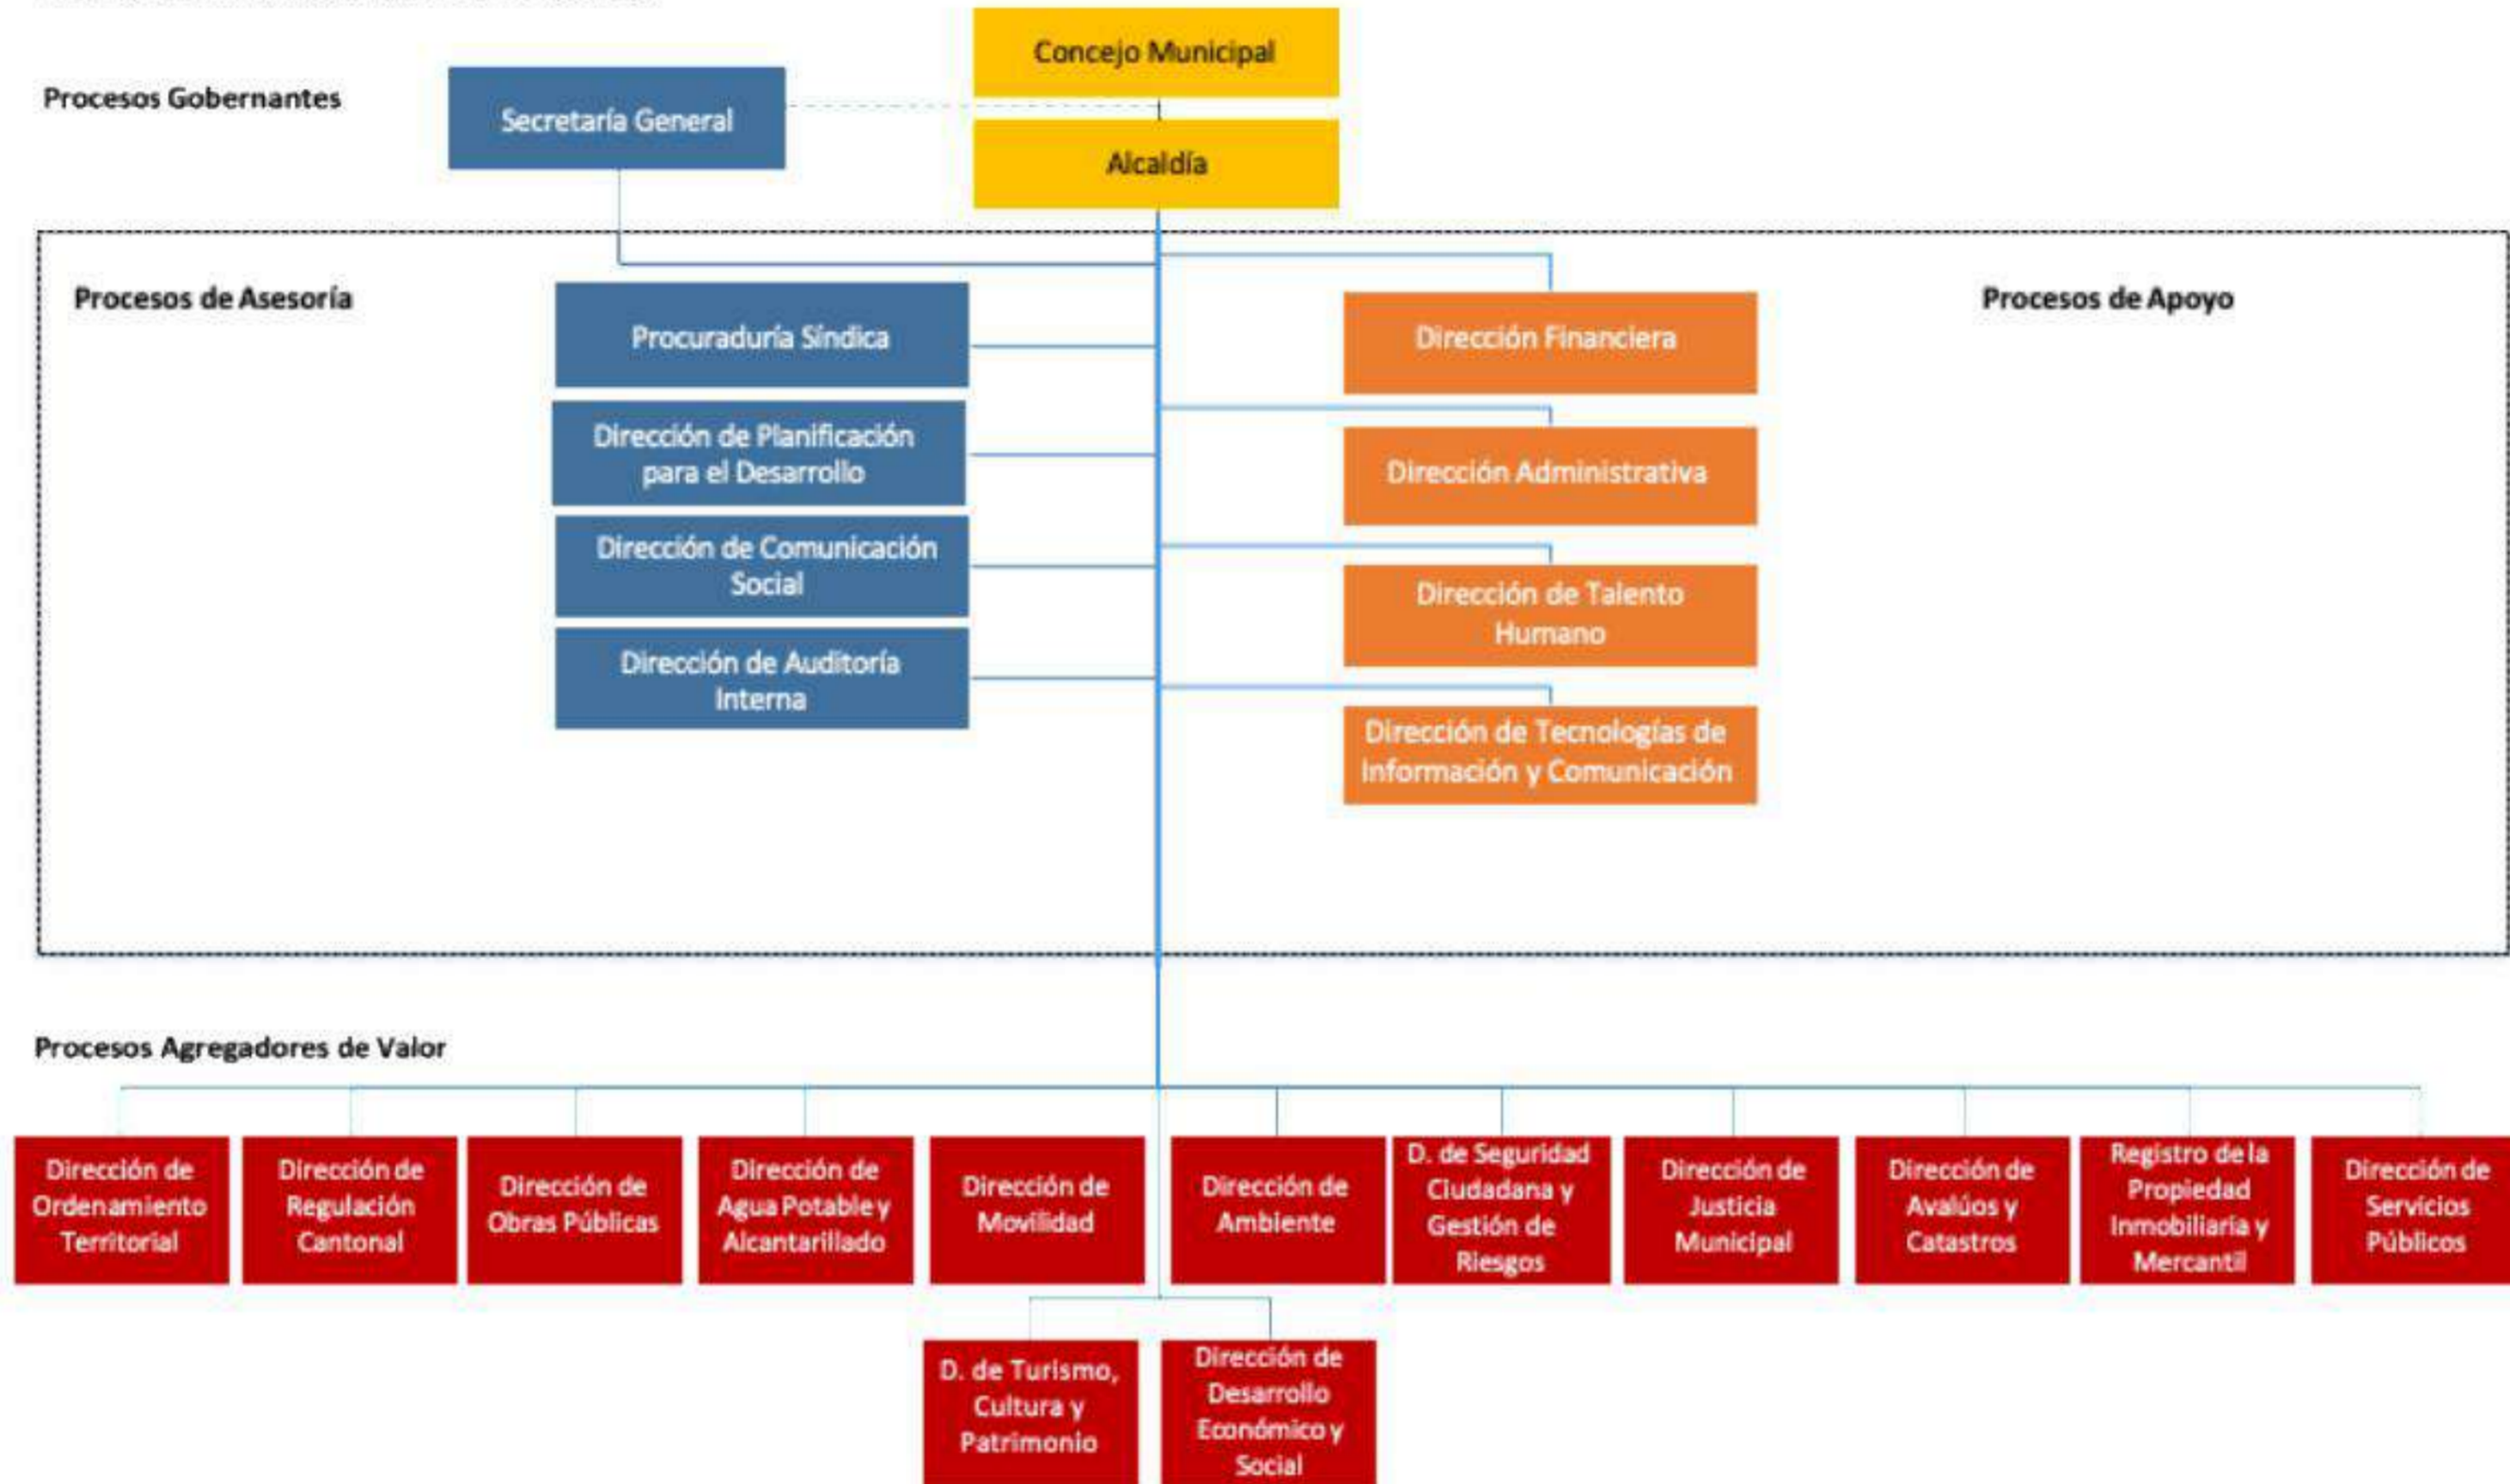 Concejo Municipal
Procesos Gobernantes
Secretaría General
Alcaldía
Procesos de Asesoría
Procesos de Apoyo
Procuraduría Síndica
Dirección Financiera
Dirección de Planificación
para el Desarrollo
Dirección Administrativa
Dirección de Comunicación
Social
Dirección de Talento
Humano
Dirección de Auditoría
Interna
Dirección de Tecnologías de
Información y Comunicación
Procesos Agregadores de Valor
Dirección de
Ordenamiento
Territorial
Dirección de
Regulación
Cantonal
Dirección de
Obras Públicas
Dirección de
Agua Potable y
Alcantarillado
Dirección de
Movilidad
Dirección de
Ambiente
D. de Seguridad
Ciudadana y
Gestión de
Riesgos
Dirección de
Justicia
Municipal
Dirección de
Avalúos y
Catastros
Registro de la
Propiedad
Inmobiliaria y
Mercantil
Dirección de
Servicios
Públicos
D. de Turismo,
Cultura y
Patrimonio
Dirección de
Desarrollo
Económico y
Social